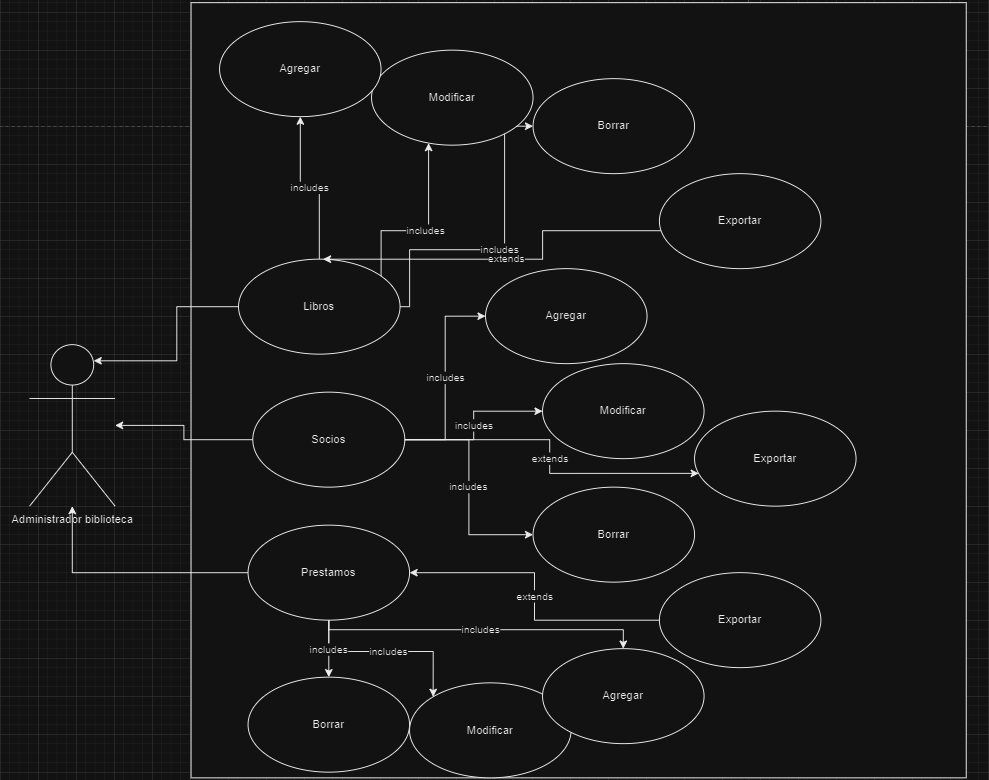 Agregar
Modificar
Borrar
includes
Exportar
includes
includes
extends
Libros
Agregar
includes
Modificar
includes
Socios
extends
Exportar
includes
Borrar
Administrador biblioteca
Prestamos
extends
Exportar
includes
includes
includes
Agregar
Borrar
Modificar